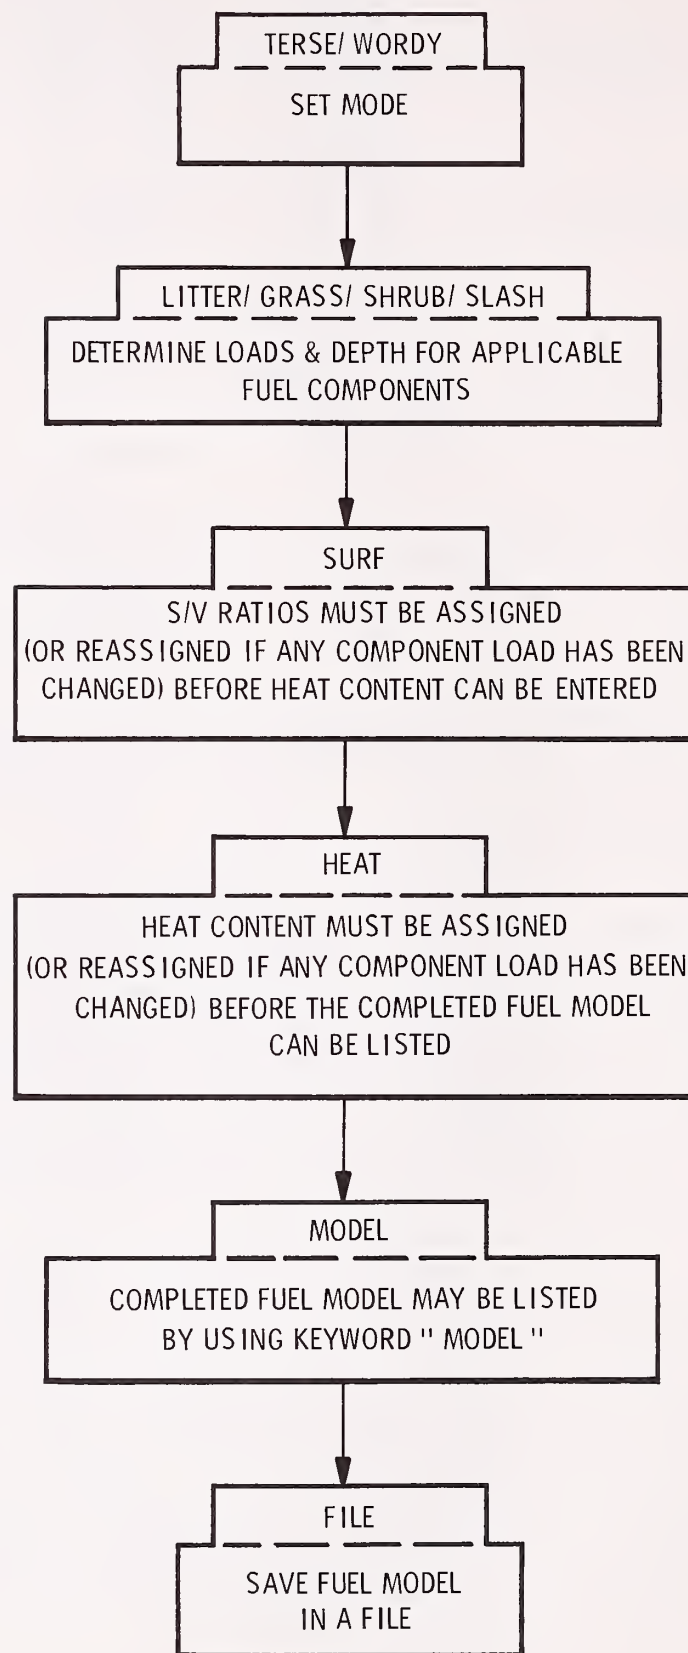 TERSE/ WORDY
SET MODE
LITTER/ GRASS/ SHRUB/ SLASH
DETERMINE LOADS & DEPTH FOR APPLICABLE
FUEL COMPONENTS
SURF
S/V RATIOS MUST BE ASSIGNED
(OR REASSIGNED IF ANY COMPONENT LOAD HAS BEEN
CHANGED) BEFORE HEAT CONTENT CAN BE ENTERED
HEAT
HEAT CONTENT MUST BE ASSIGNED
(OR REASSIGNED IF ANY COMPONENT LOAD HAS BEEN
CHANGED) BEFORE THE COMPLETED FUEL MODEL
CAN BE LISTED
MODEL
COMPLETED FUEL MODEL MAY BE LISTED
BY USING KEYWORD " MODEL "
FILE
SAVE FUEL MODEL
IN A FILE